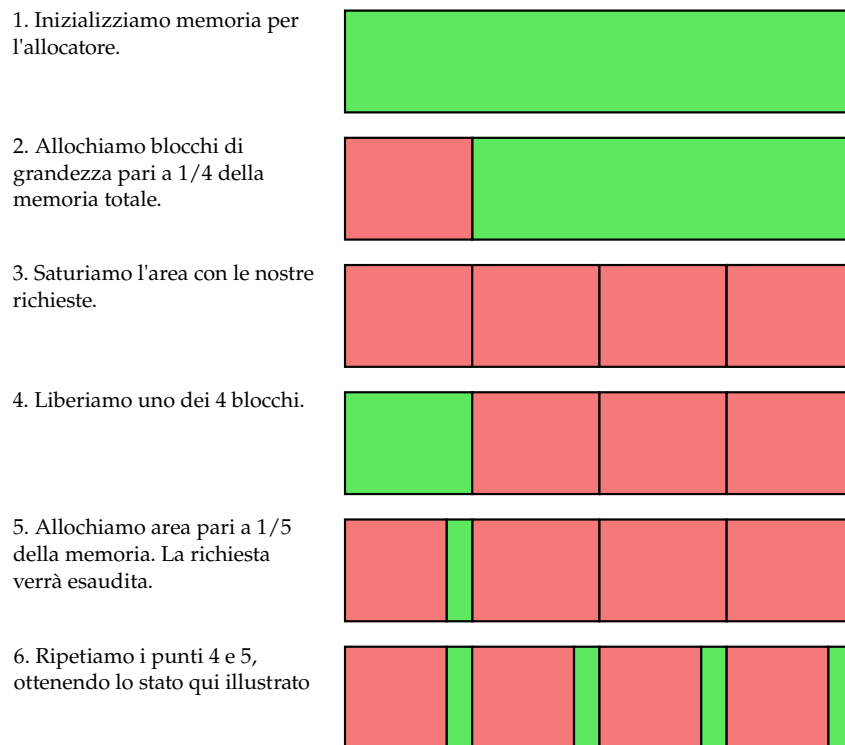 1. Inizializziamo memoria per
l'allocatore.
2. Allochiamo blocchi di
grandezza pari a 1/4 della
memoria totale.
3. Saturiamo l'area con le nostre
richieste.
4. Liberiamo uno dei 4 blocchi.
5. Allochiamo area pari a 1/5
della memoria. La richiesta
verrà esaudita.
6. Ripetiamo i punti 4 e 5,
ottenendo lo stato qui illustrato